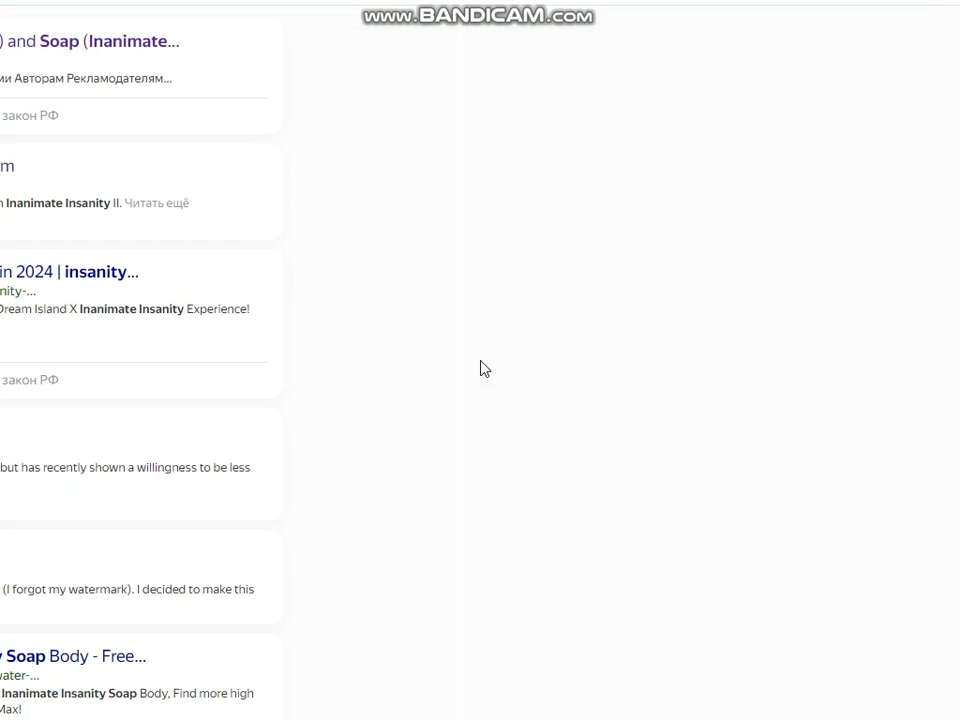 www.BANDICAM.com
) and Soap (Inanimate...
ми Авторам Рекламодателям...
закон РФ
m
n Inanimate Insanity II. Читать ещё
in 2024 | insanity...
nity-...
Dream Island X Inanimate Insanity Experience!
закон РФ
but has recently shown a willingness to be less
(I forgot my watermark). I decided to make this
y Soap Body - Free...
water-...
Inanimate Insanity Soap Body, Find more high
Max!